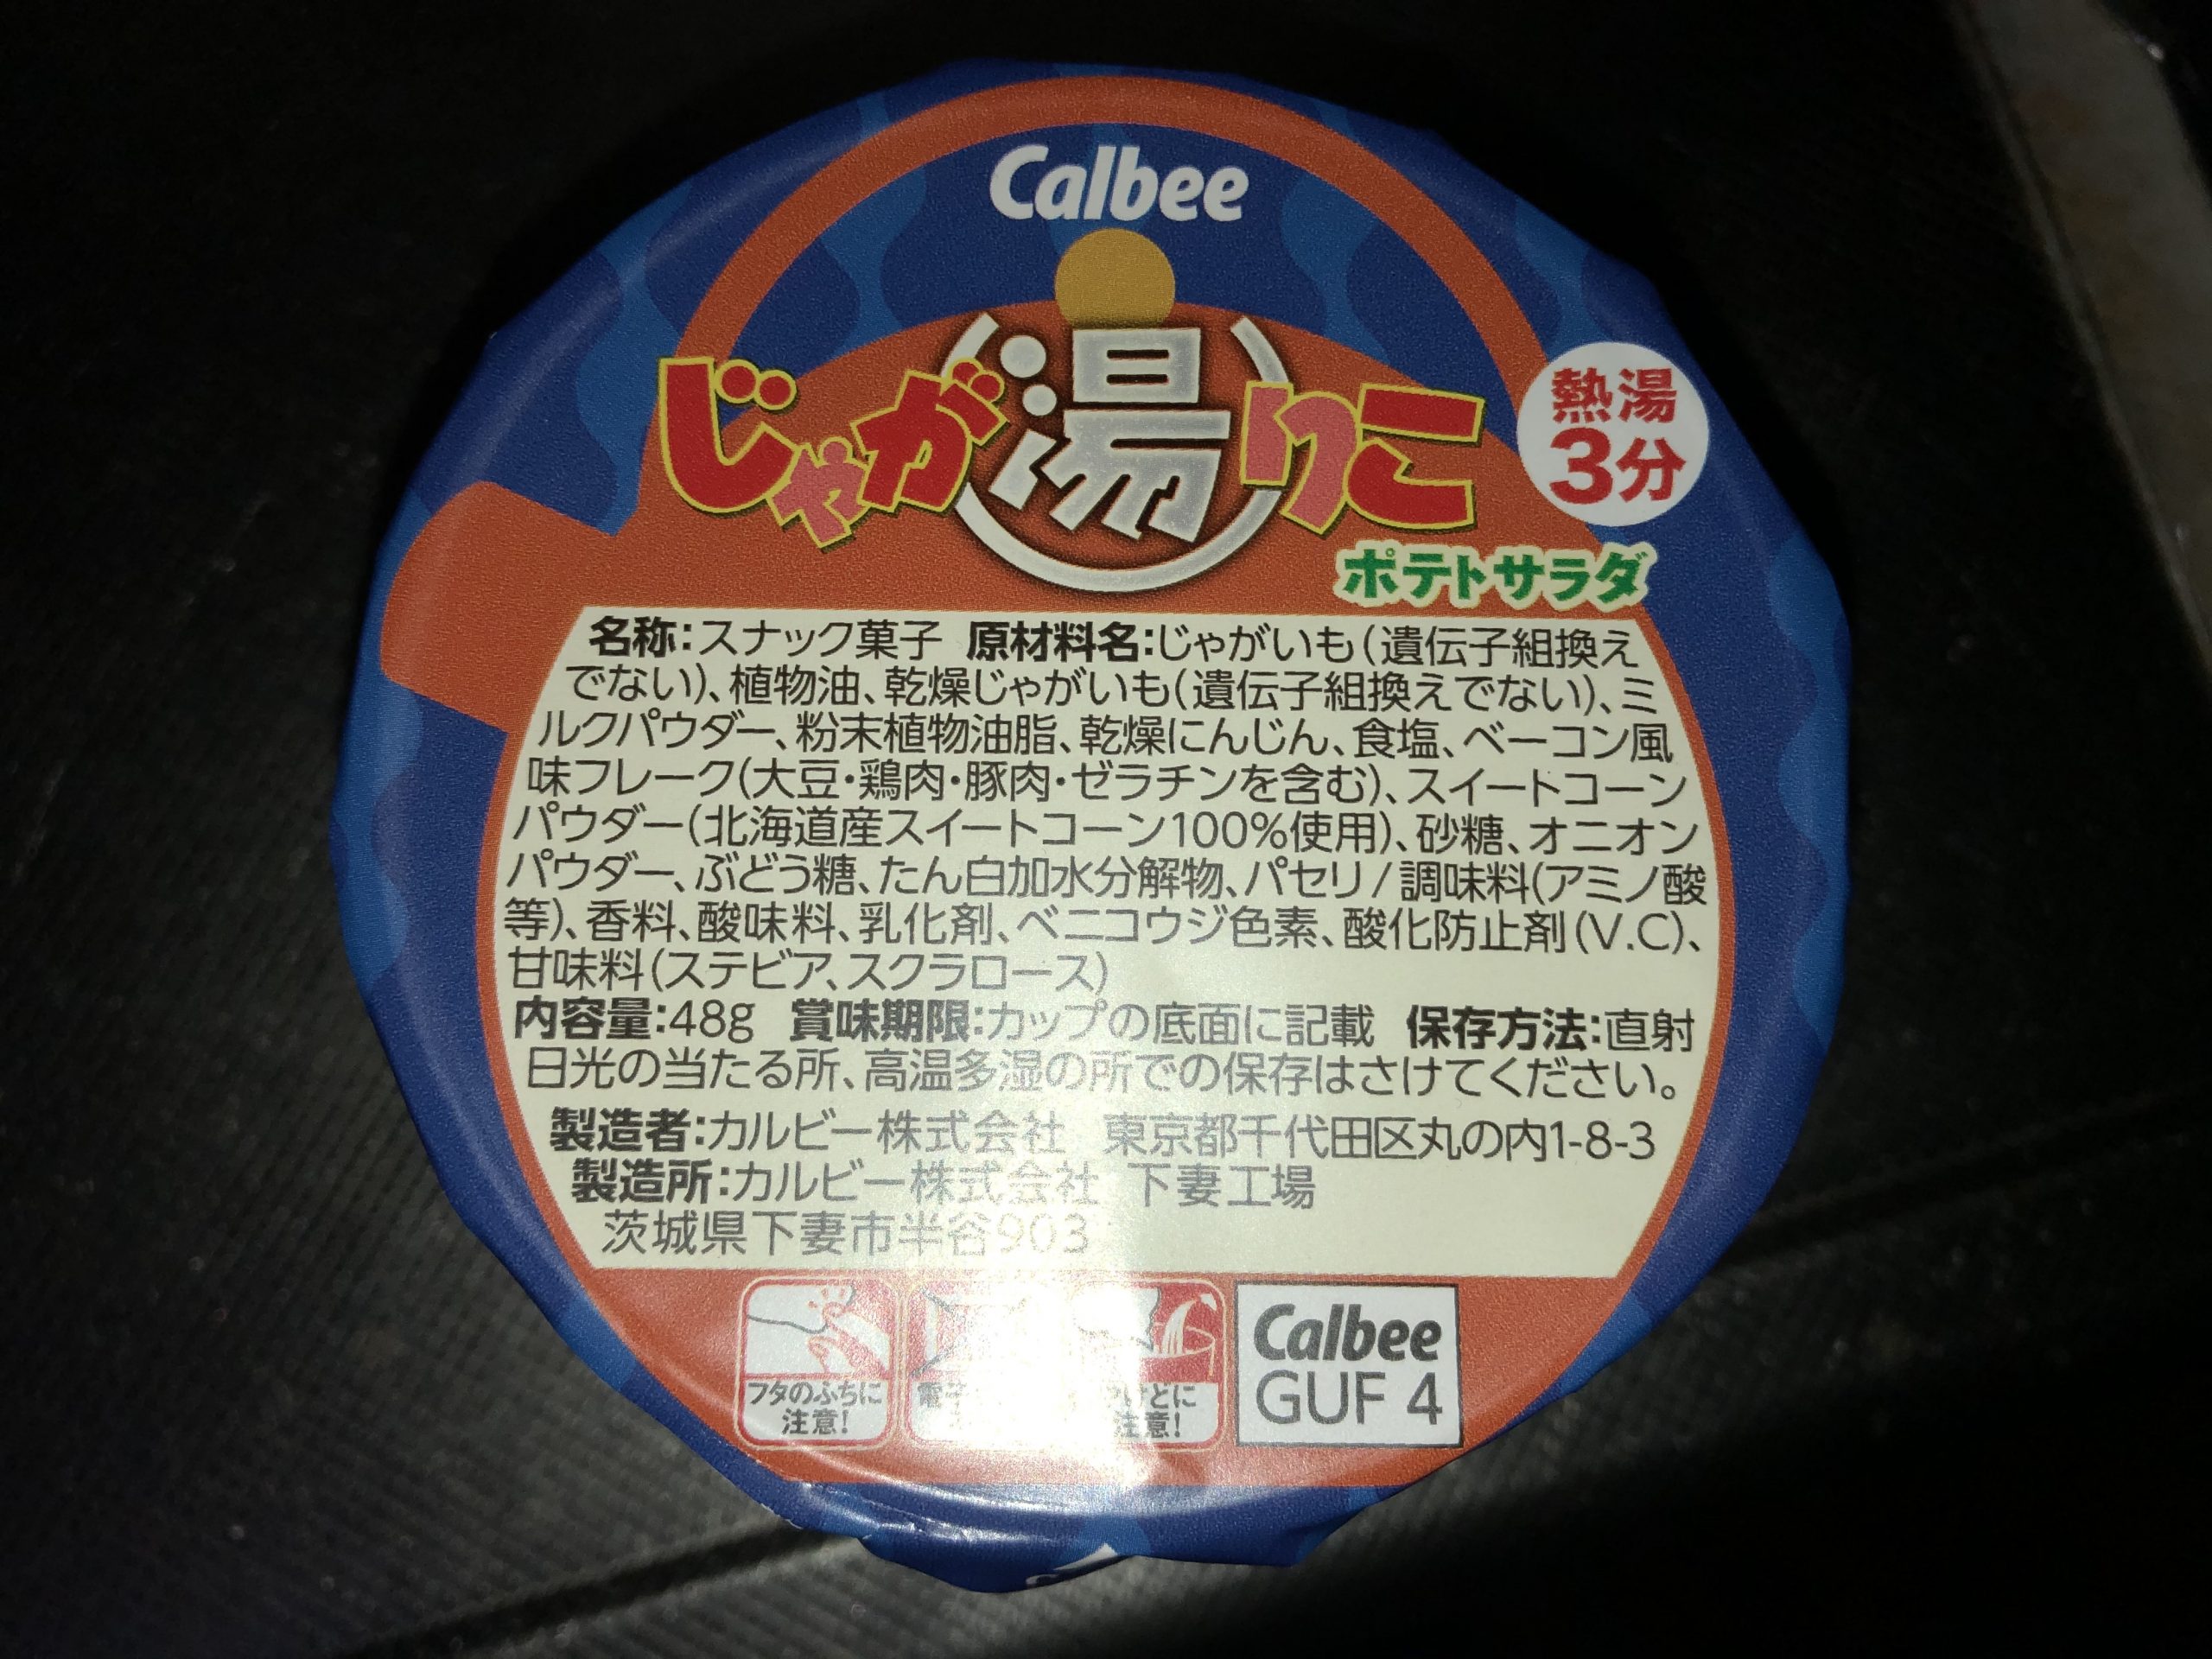 Calbee
じゃが湯りこ
熱湯
3分
ポテトサラダ
名称:スナック菓子 原材料名:じゃがいも(遺伝子組換え
でない)、植物油、乾燥じゃがいも(遺伝子組換えでない)、ミ
ルクパウダー、粉末植物油脂、乾燥にんじん、食塩、ベーコン風
味フレーク(大豆・鶏肉・豚肉・ゼラチンを含む)、スイートコーン
パウダー(北海道産スイートコーン100%使用)、砂糖、オニオン
パウダー、ぶどう糖、たん白加水分解物、パセリ/調味料(アミノ酸
等)、香料、酸味料、乳化剤、ベニコウジ色素、酸化防止剤(V.C)、
甘味料(ステビア、スクラロース)
内容量:48g 賞味期限:カップの底面に記載 保存方法:直射
日光の当たる所、高温多湿の所での保存はさけてください。
製造者:カルビー株式会社 東京都千代田区丸の内1-8-3
製造所:カルビー株式会社 下妻工場
茨城県下妻市半谷903
フタのふちに
注意!
注意!
Calbee
GUF 4